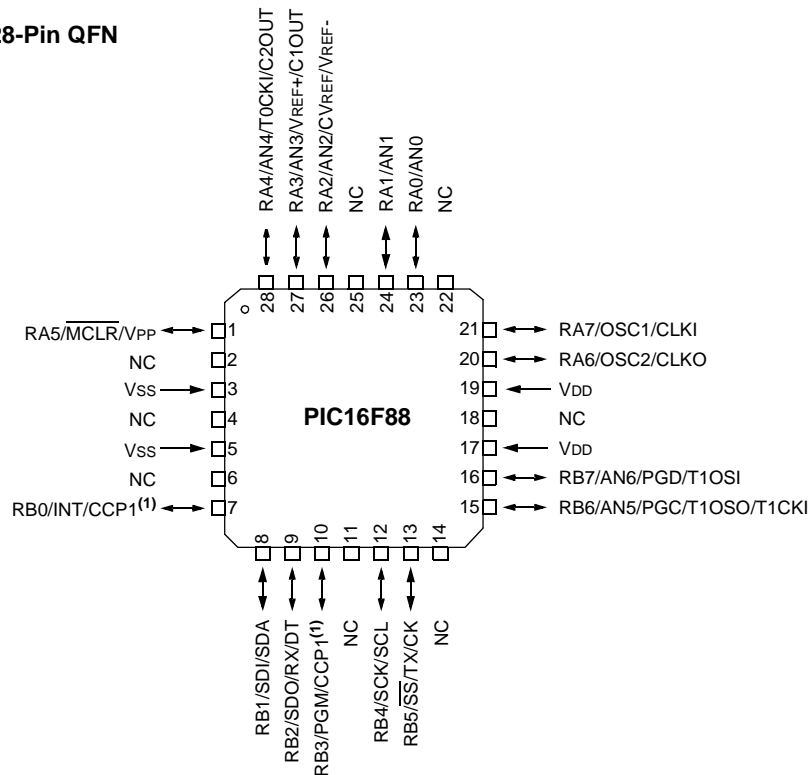 28-Pin QFN
RA4/AN4/T0CKI/C2OUT
RA3/AN3/VREF+/C1OUT
RA2/AN2/CVREF/VREF-
NC
RA1/AN1
RA0/AN0
NC
28
27
26
25
24
23
22
RA5/MCLR/VPP
1
NC
2
VSS
3
NC
4
VSS
5
NC
6
RB0/INT/CCP1(1)
7
PIC16F88
21
RA7/OSC1/CLKI
20
RA6/OSC2/CLKO
19
VDD
18
NC
17
VDD
16
RB7/AN6/PGD/T1OSI
15
RB6/AN5/PGC/T1OSO/T1CKI
8
9
10
11
12
13
14
RB1/SDI/SDA
RB2/SDO/RX/DT
RB3/PGM/CCP1(1)
NC
RB4/SCK/SCL
RB5/SS/TX/CK
NC